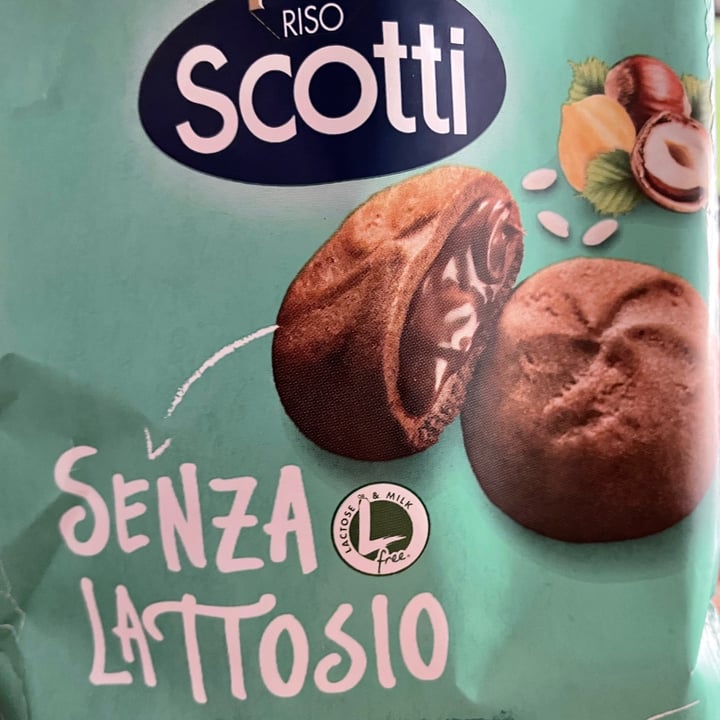 RISO
Scotti
SENZA
LATTOSIO
LACTOSE & MILK
free